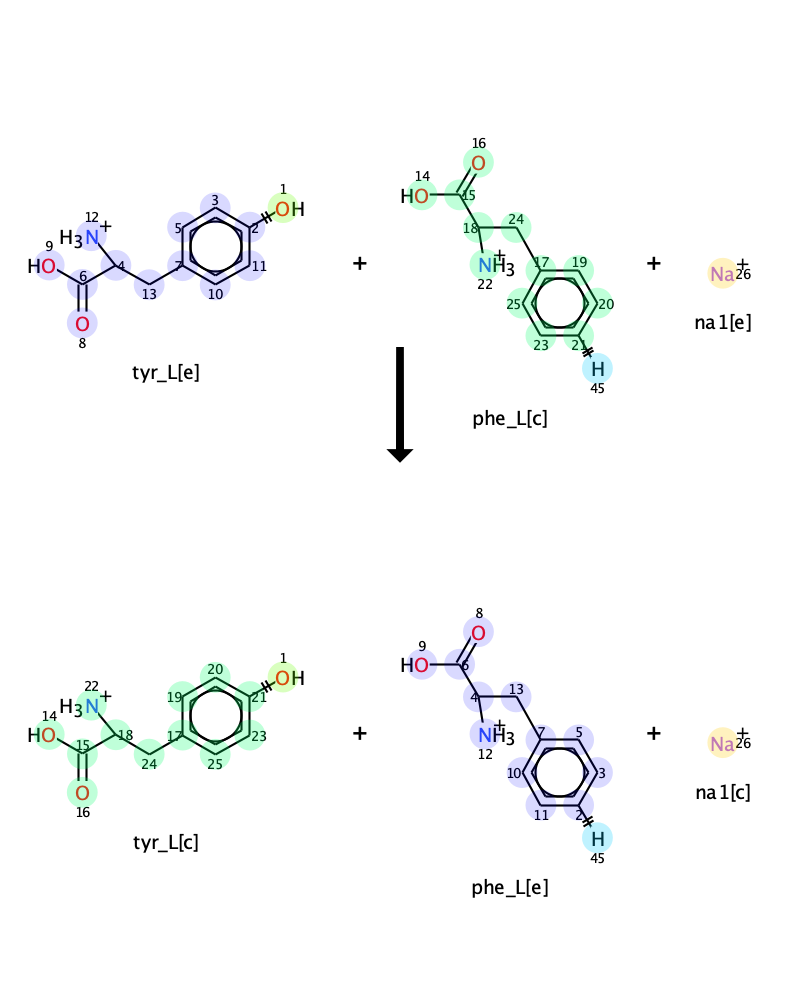 1
OH
3
12
H3N+
5
2
9
HO
4
7
11
6
13
10
O
8
tyr_L[e]
+
16
O
14
HO
15
18
24
NH3+
22
17
19
25
20
23
21
H
45
phe_L[c]
+
Na+
26
na1[e]
1
OH
20
22
H3N+
19
21
14
HO
18
17
23
15
24
25
O
16
tyr_L[c]
+
8
O
9
HO
6
4
13
NH3+
12
7
5
10
3
11
2
H
45
phe_L[e]
+
Na+
26
na1[c]